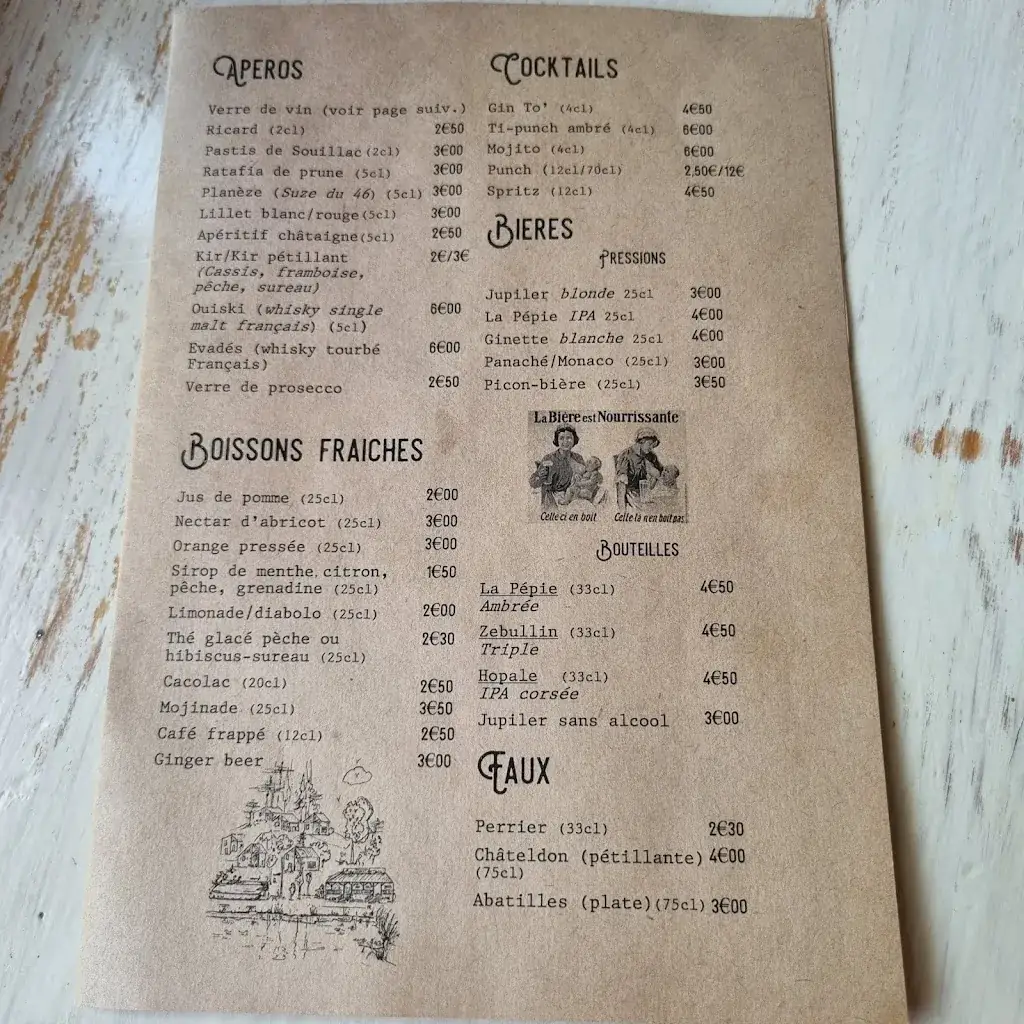 APEROS
Verre de vin (voir page suiv.)
Ricard (2cl) 2€50
Pastis de Souillac (2cl) 3€00
Ratafia de prune (5cl) 3€00
Planèze (Suze du 46) (5cl) 3€00
Lillet blanc/rouge(5cl) 3€00
Apéritif châtaigne(5cl) 2€50
Kir/Kir pétillant 2€/3€
(Cassis, framboise,
pêche, sureau)
Ouiski (whisky single 6€00
malt français) (5cl)
Evadés (whisky tourbé 6€00
Français)
Verre de prosecco 2€50
BOISSONS FRAICHES
Jus de pomme (25cl) 2€00
Nectar d'abricot (25cl) 3€00
Orange pressée (25cl) 3€00
Sirop de menthe, citron, 1€50
pêche, grenadine (25cl)
Limonade/diabolo (25cl) 2€00
Thé glacé pèche ou 2€30
hibiscus-sureau (25cl)
Cacolac (20cl) 2€50
Mojinade (25cl) 3€50
Café frappé (12cl) 2€50
Ginger beer 3€00
COCKTAILS
Gin To' (4cl) 4€50
Ti-punch ambré (4cl) 6€00
Mojito (4cl) 6€00
Punch (12cl/70cl) 2,50€/12€
Spritz (12cl) 4€50
BIERES
PRESSIONS
Jupiler blonde 25cl 3€00
La Pépie IPA 25cl 4€00
Ginette blanche 25cl 4€00
Panaché/Monaco (25cl) 3€00
Picon-bière (25cl) 3€50
La Bière est Nourrissante
Celle ci en boit Celle là n'en boit pas
BOUTEILLES
La Pépie (33cl) 4€50
Ambrée
Zebullin (33cl) 4€50
Triple
Hopale (33cl) 4€50
IPA corsée
Jupiler sans alcool 3€00
EAUX
Perrier (33cl) 2€30
Châteldon (pétillante) 4€00
(75cl)
Abatilles (plate)(75cl) 3€00